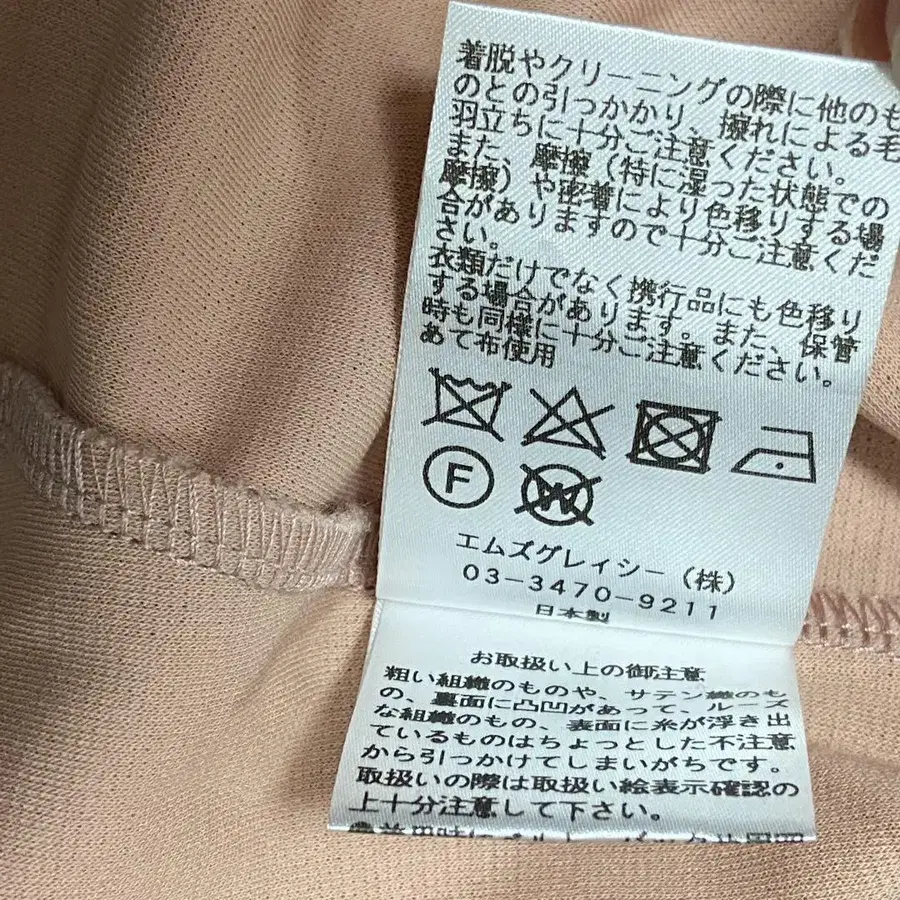 着脱やクリーニングの際に他のも
のとの引っかかり、擦れによる毛
羽立ちに十分ご注意ください。
また、摩擦（特に湿った状態での
摩擦）や密着により色移りする場
合がありますので十分ご注意くだ
さい。
衣類だけでなく携行品にも色移り
する場合があります。また、保管
時も同様に十分ご注意ください。
あて布使用
F
W
エムズグレイシー（株）
03-3470-9211
日本製
お取扱い上の御注意
粗い組織のものや、サテン織のも
の、裏面に凸凹があって、ルーズ
な組織のもの、表面に糸が浮き出
ているものはちょっとした不注意
から引っかけてしまいがちです。
取扱いの際は取扱い絵表示確認の
上十分注意して下さい。